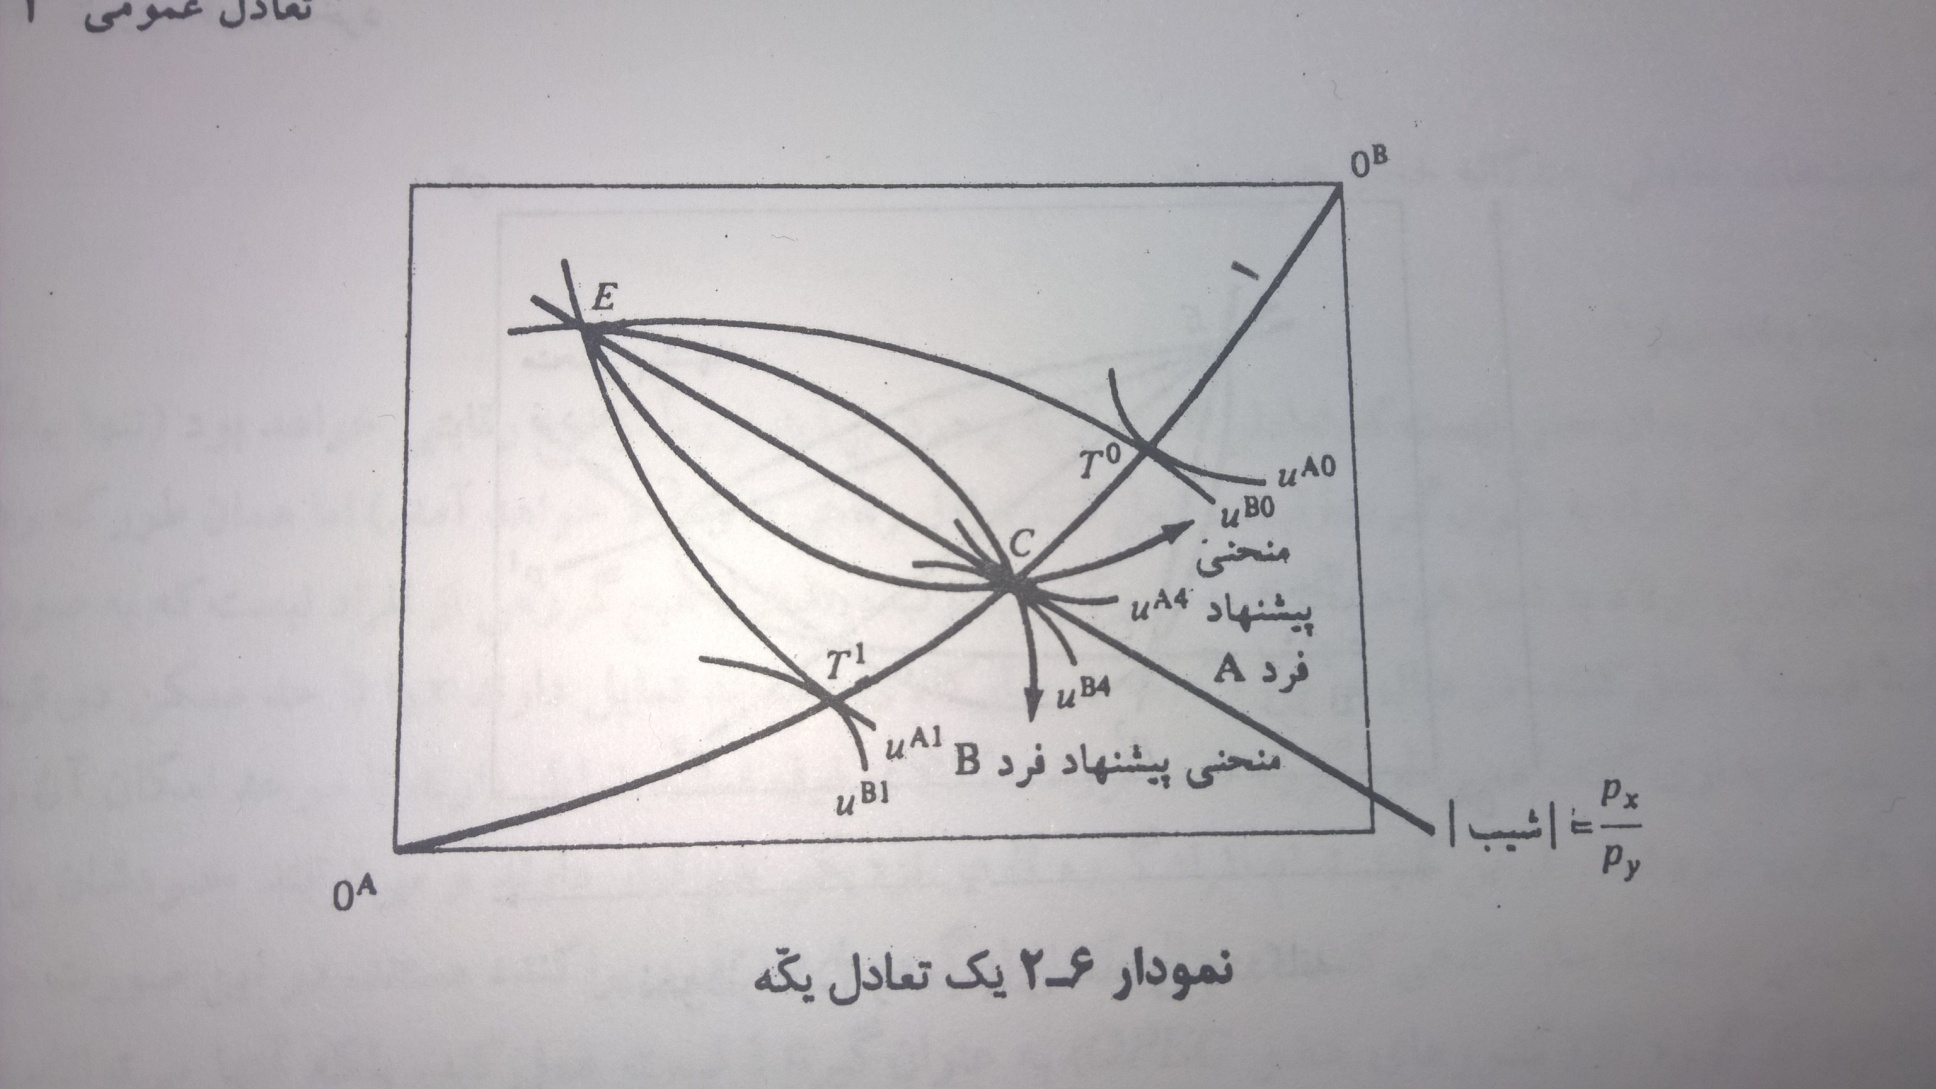 تعادل عمومی ۱
0ᴮ
E
T⁰
uᴬ⁰
uᴮ⁰
C
منحنی
uᴬ⁴ پیشنهاد
فرد A
T¹
uᴮ⁴
uᴬ¹
منحنی پیشنهاد فرد B
uᴮ¹
|شیب| = pₓ / p_y
0ᴬ
نمودار ۶ـ۲ یک تعادل یکّه